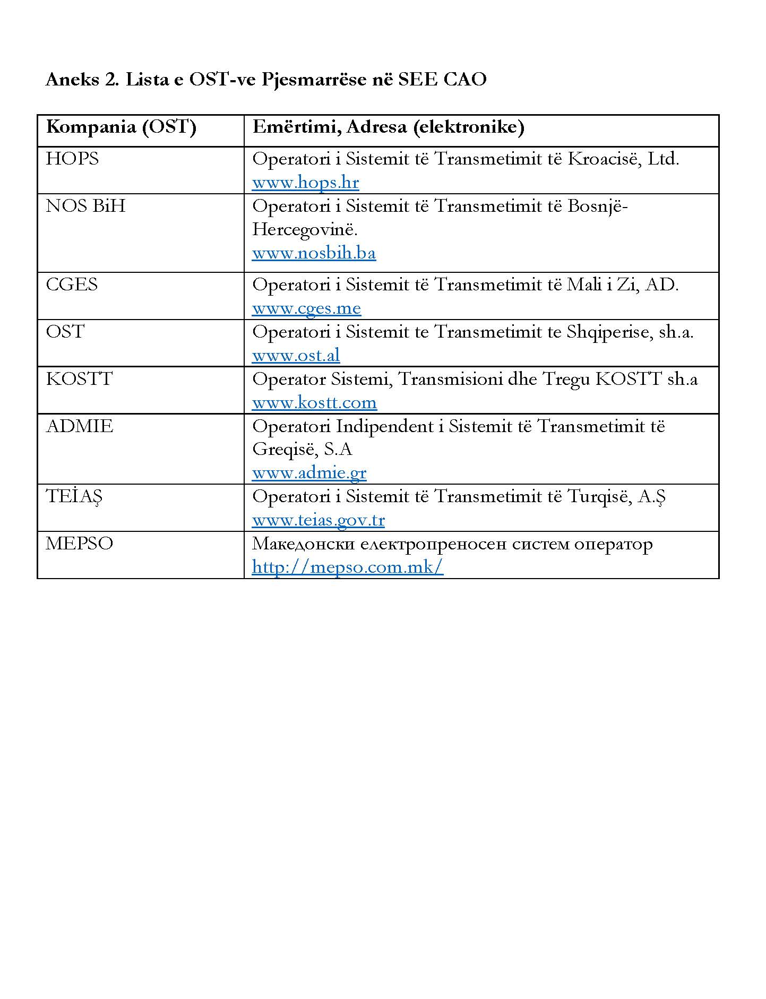 Aneks 2. Lista e OST-ve Pjesmarrëse në SEE CAO
Kompania (OST)
Emërtimi, Adresa (elektronike)
HOPS
Operatori i Sistemit të Transmetimit të Kroacisë, Ltd.
www.hops.hr
NOS BiH
Operatori i Sistemit të Transmetimit të Bosnjë-
Hercegovinë.
www.nosbih.ba
CGES
Operatori i Sistemit të Transmetimit të Mali i Zi, AD.
www.cges.me
OST
Operatori i Sistemit te Transmetimit te Shqiperise, sh.a.
www.ost.al
KOSTT
Operator Sistemi, Transmisioni dhe Tregu KOSTT sh.a
www.kostt.com
ADMIE
Operatori Indipendent i Sistemit të Transmetimit të
Greqisë, S.A
www.admie.gr
TEİAŞ
Operatori i Sistemit të Transmetimit të Turqisë, A.Ş
www.teias.gov.tr
MEPSO
Македонски електропреносен систем оператор
http://mepso.com.mk/